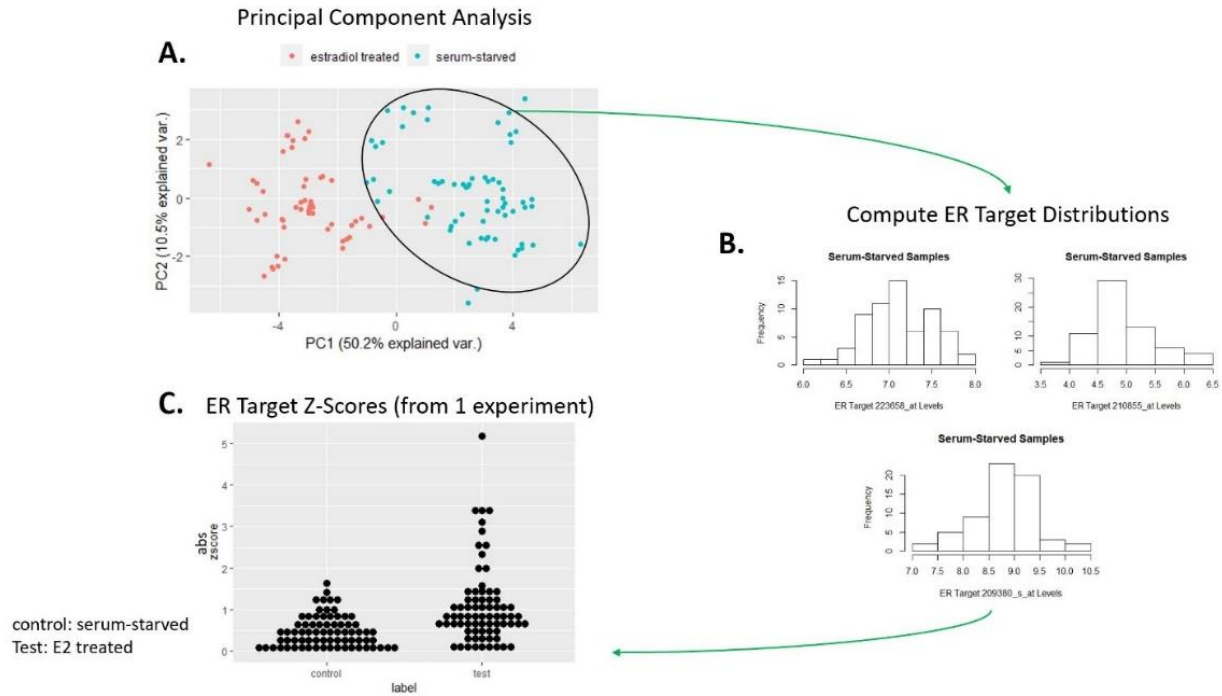 Principal Component Analysis
A.
estradiol treated serum-starved
PC2 (10.5% explained var.)
2
0
-2
-4 0 4
PC1 (50.2% explained var.)
Compute ER Target Distributions
B.
Serum-Starved Samples
Frequency
0 5 10 15
6.0 6.5 7.0 7.5 8.0
ER Target 223658_at Levels
Serum-Starved Samples
0 5 10 20 30
3.5 4.0 4.5 5.0 5.5 6.0 6.5
ER Target 210855_at Levels
Serum-Starved Samples
Frequency
0 5 10 20
7.0 7.5 8.0 8.5 9.0 9.5 10.0 10.5
ER Target 209380_s_at Levels
C. ER Target Z-Scores (from 1 experiment)
abs
zscore
5
4
3
2
1
0
control test
label
control: serum-starved
Test: E2 treated